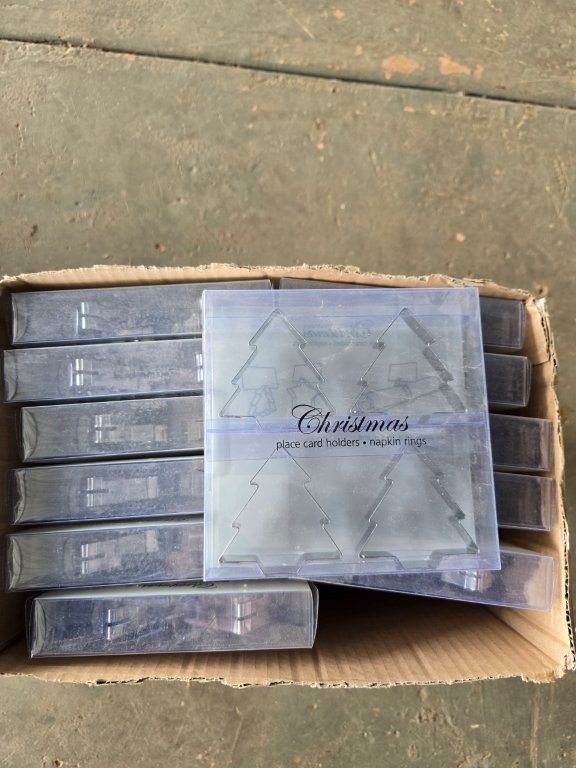 Christmas
place card holders • napkin rings